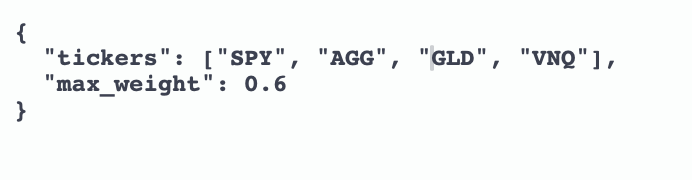 {
  "tickers": ["SPY", "AGG", "GLD", "VNQ"],
  "max_weight": 0.6
}